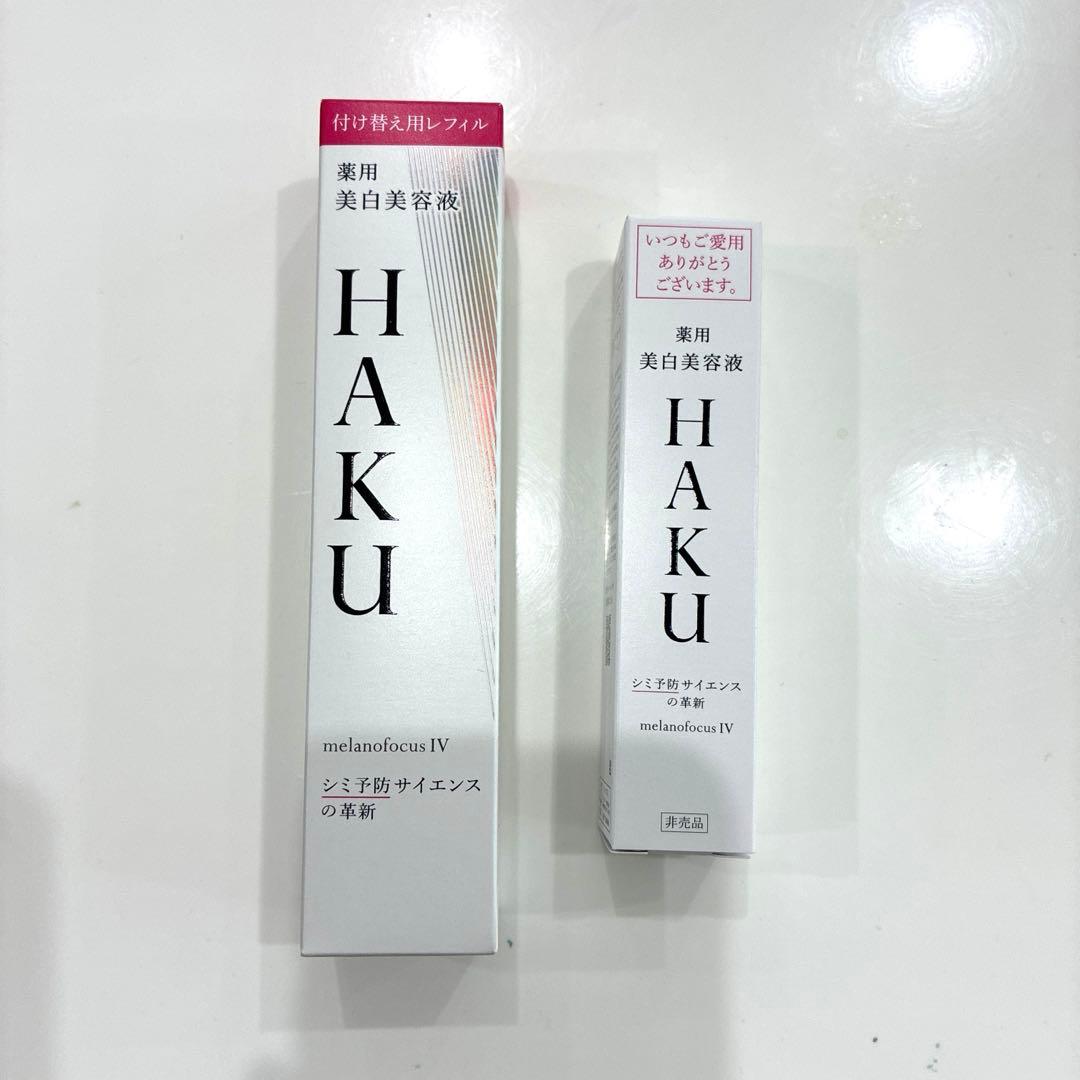 付け替え用レフィル
薬用
美白美容液
HAKU
melanofocus IV
シミ予防サイエンス
の革新
いつもご愛用
ありがとう
ございます。
薬用
美白美容液
HAKU
シミ予防サイエンス
の革新
melanofocus IV
非売品